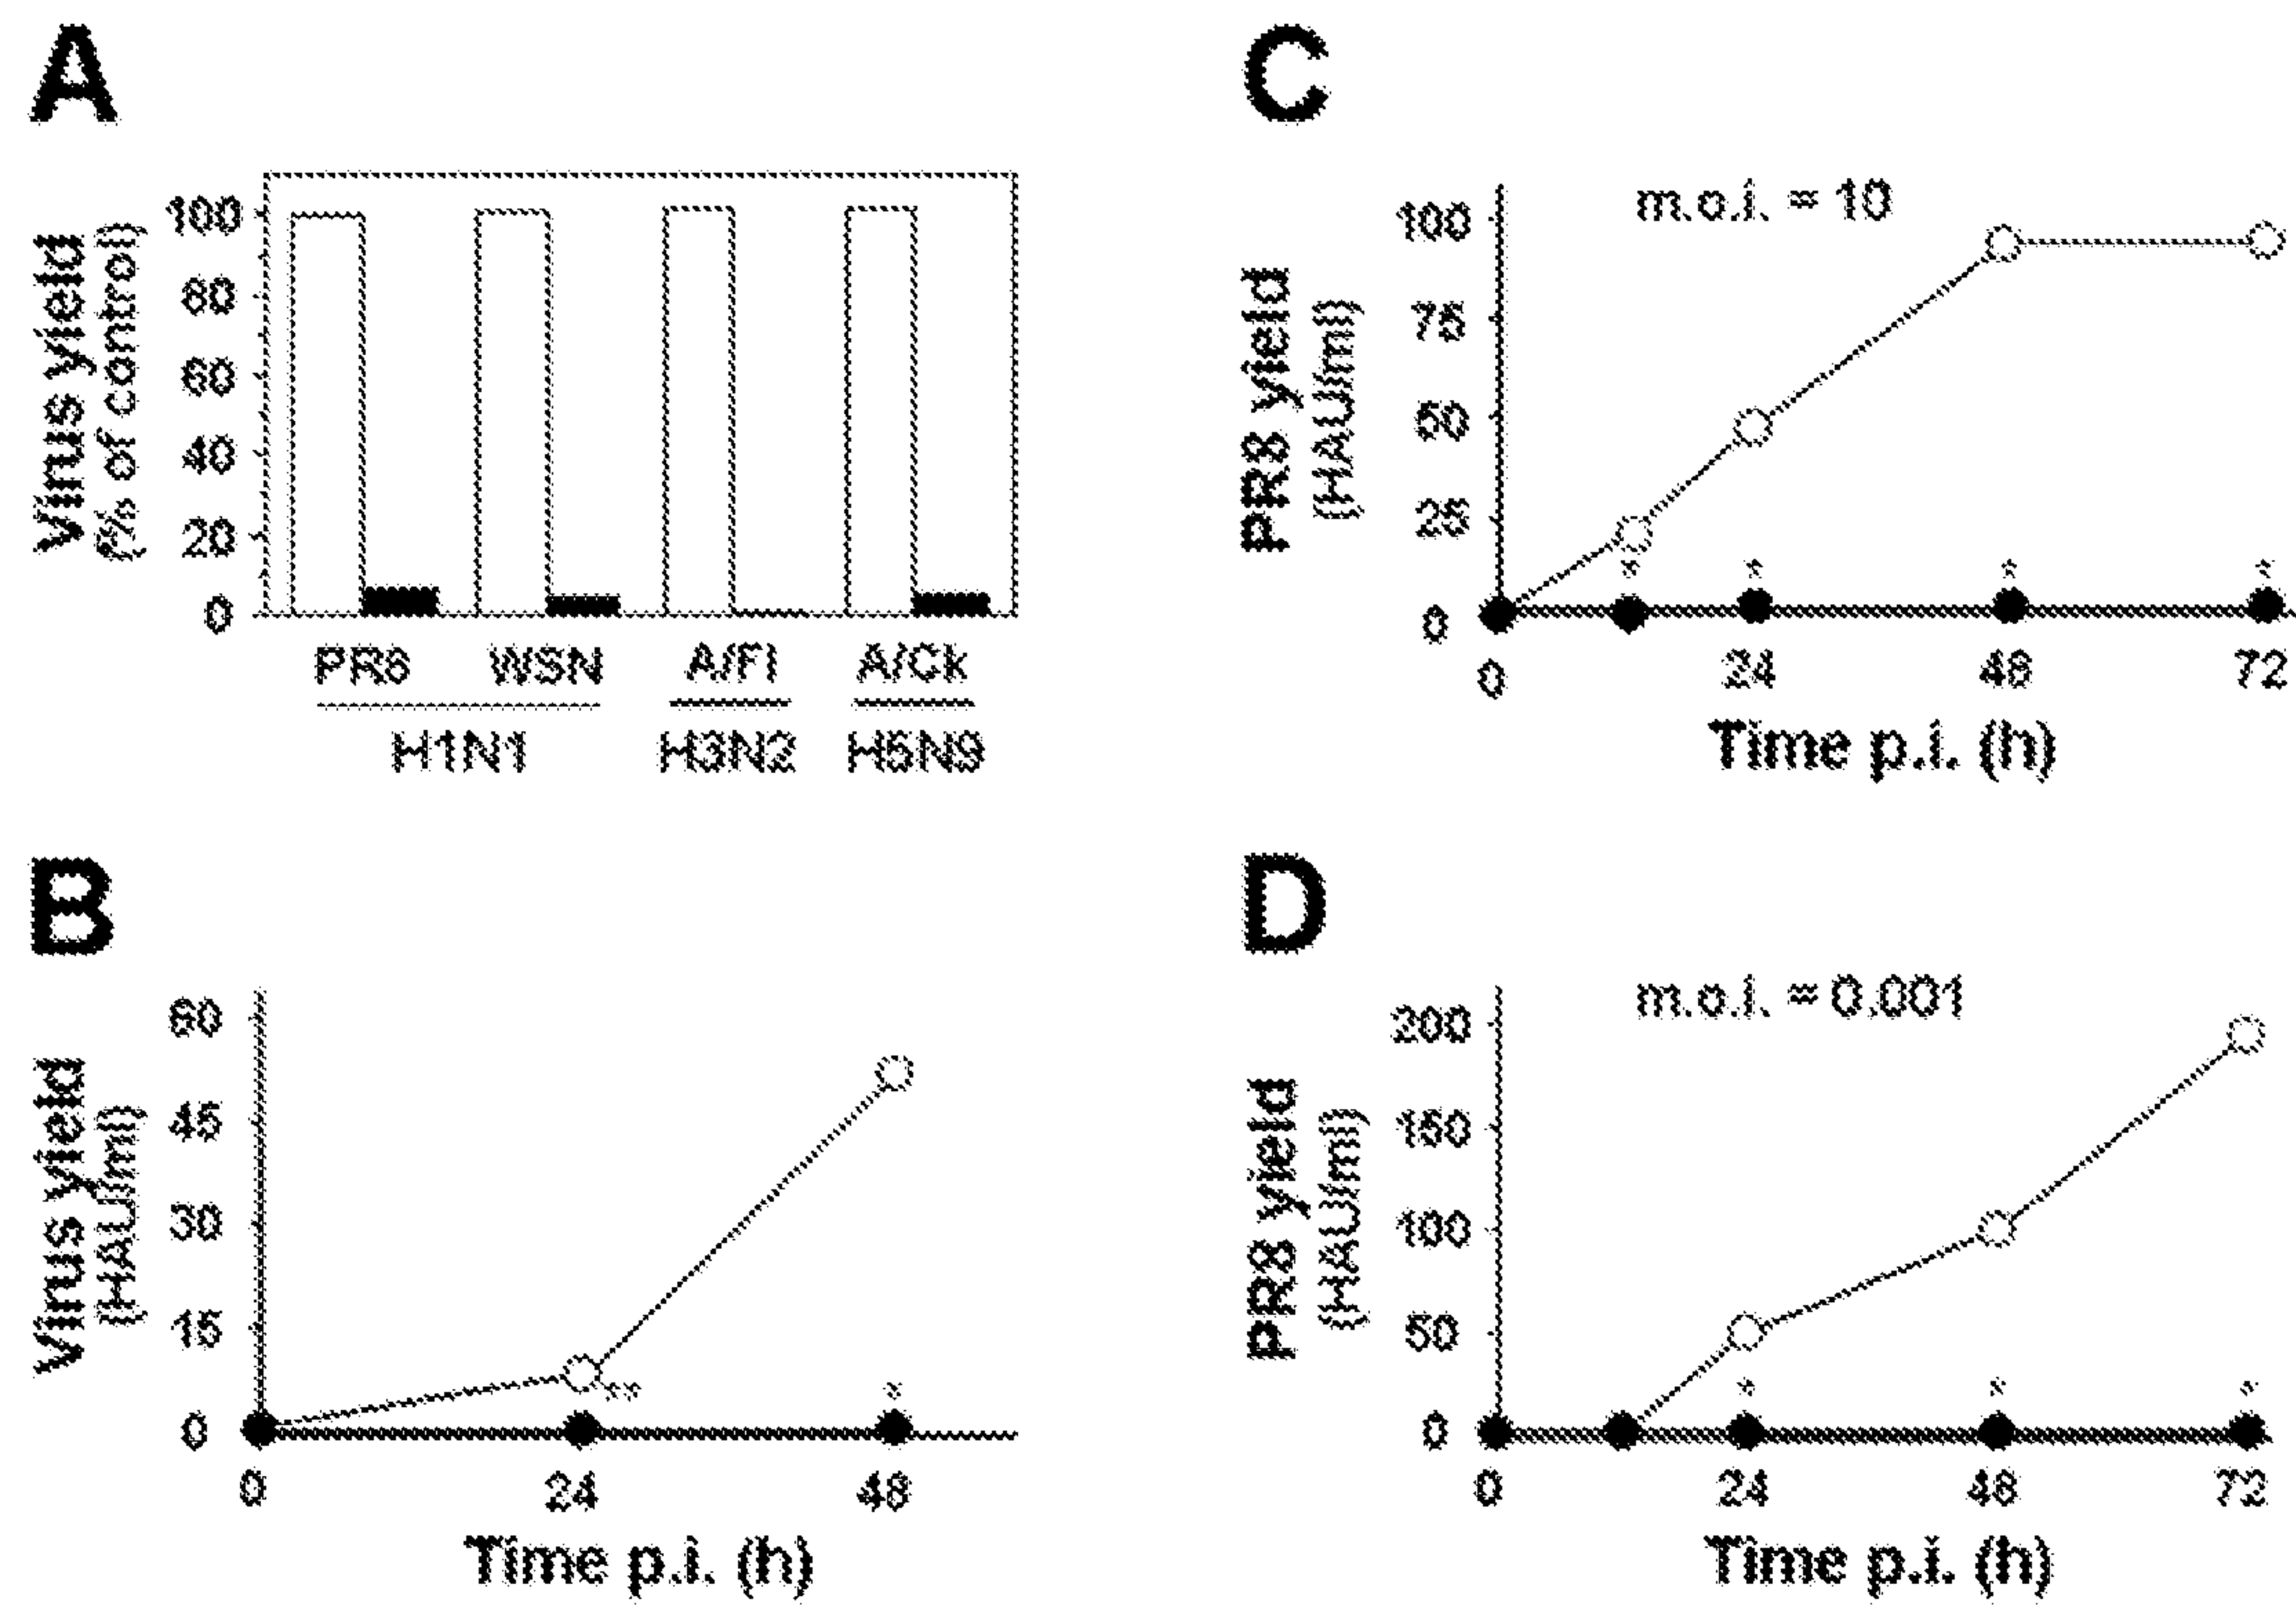 A
Virus yield
(% of control)
100
80
60
40
20
0
PR8 WSN A/Fi A/Ck
H1N1 H3N2 H5N9
C
m.o.i. = 10
PR8 yield
(HAU/ml)
100
75
50
25
0
* * * *
0 24 48 72
Time p.i. (h)
B
Virus yield
(HAU/ml)
60
45
30
15
0
** *
0 24 48
Time p.i. (h)
D
m.o.i. = 0.001
PR8 yield
(HAU/ml)
200
150
100
50
0
* * *
0 24 48 72
Time p.i. (h)